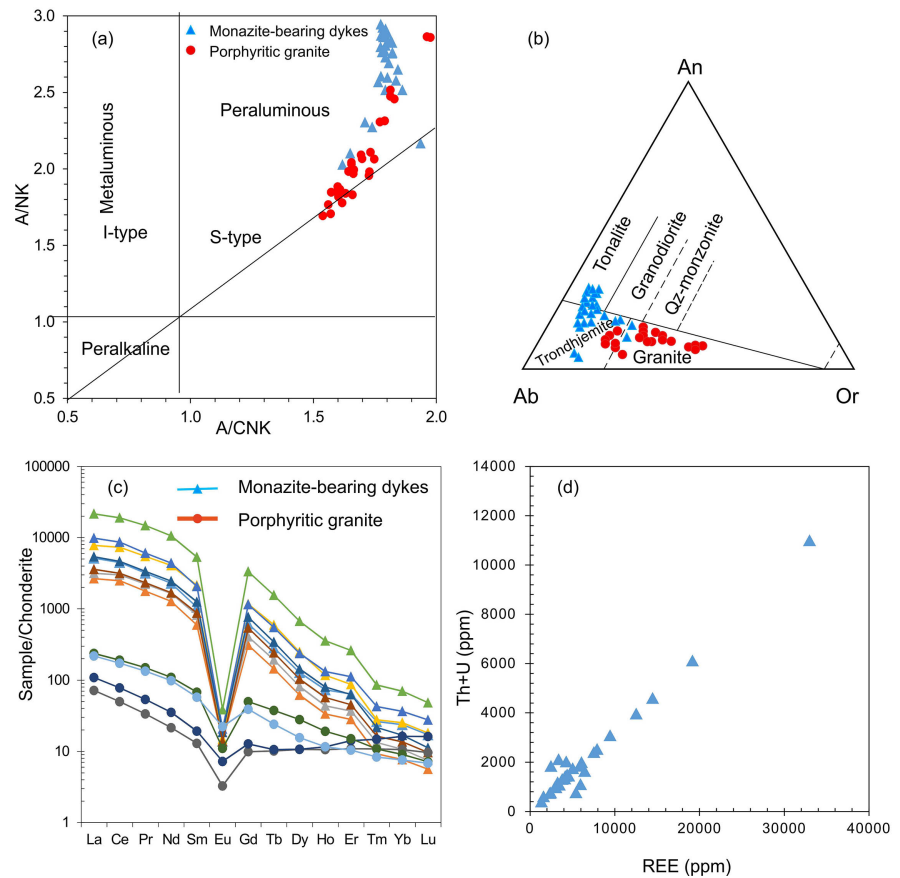 (a)
Monazite-bearing dykes
Porphyritic granite
3.0
2.5
2.0
1.5
1.0
0.5
A/NK
Metaluminous
Peraluminous
I-type
S-type
Peralkaline
0.5
1.0
1.5
2.0
A/CNK
(b)
An
Tonalite
Granodiorite
Qz-monzonite
Trondhjemite
Granite
Ab
Or
(c)
Monazite-bearing dykes
Porphyritic granite
100000
10000
1000
100
10
1
Sample/Chonderite
La Ce Pr Nd Sm Eu Gd Tb Dy Ho Er Tm Yb Lu
(d)
14000
12000
10000
8000
6000
4000
2000
0
Th+U (ppm)
0 10000 20000 30000 40000
REE (ppm)